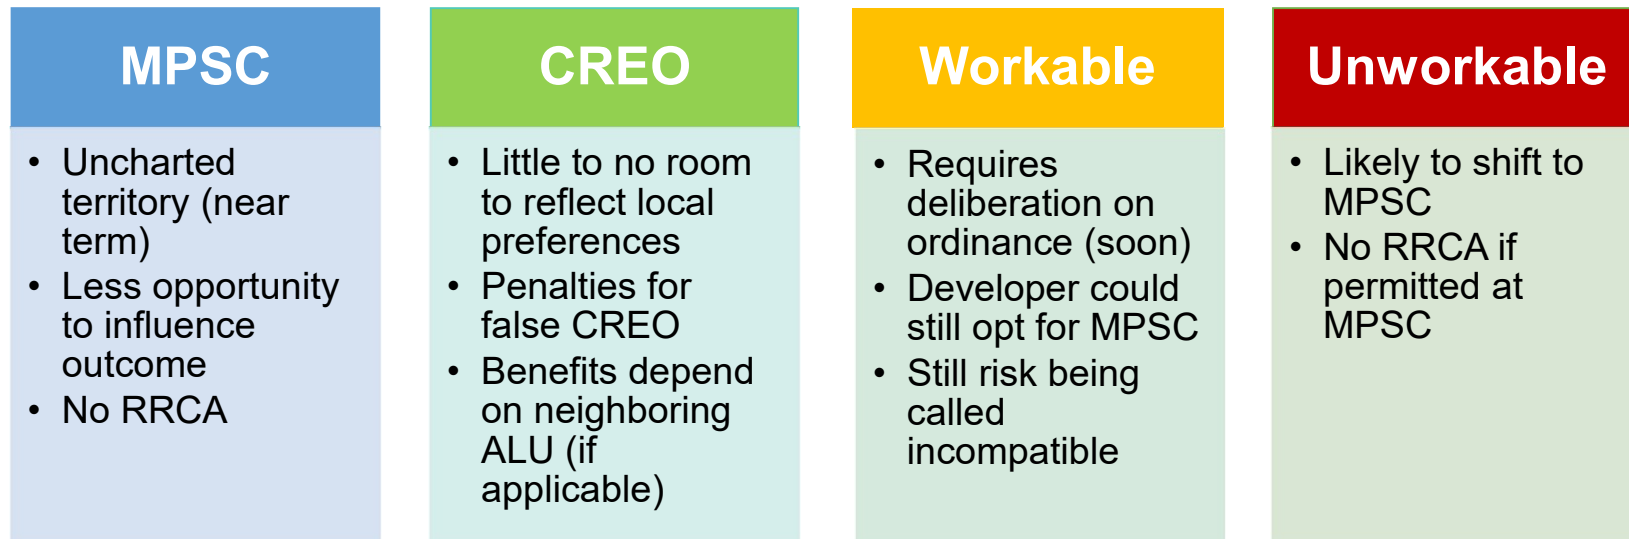 MPSC
• Uncharted
territory (near
term)
• Less opportunity
to influence
outcome
• No RRCA
CREO
• Little to no room
to reflect local
preferences
• Penalties for
false CREO
• Benefits depend
on neighboring
ALU (if
applicable)
Workable
• Requires
deliberation on
ordinance (soon)
• Developer could
still opt for MPSC
• Still risk being
called
incompatible
Unworkable
• Likely to shift to
MPSC
• No RRCA if
permitted at
MPSC